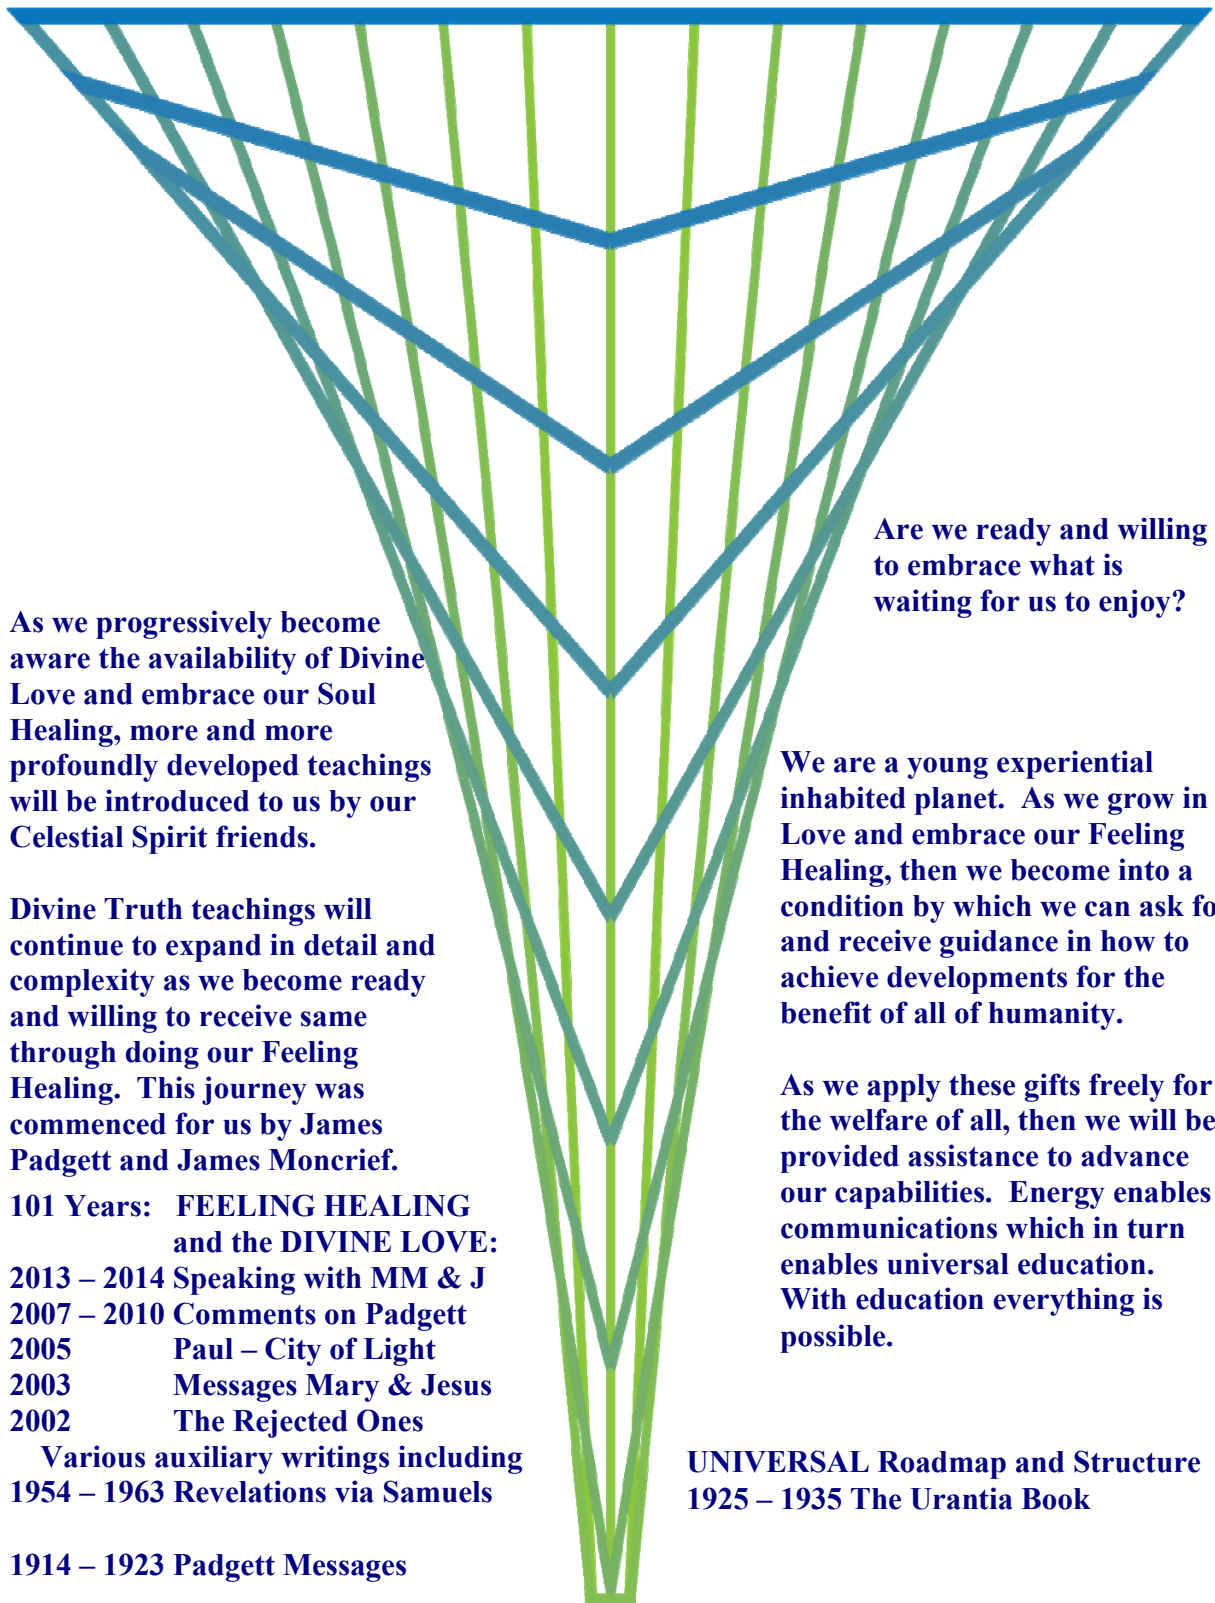 Are we ready and willing
to embrace what is
waiting for us to enjoy?
As we progressively become
aware the availability of Divine
Love and embrace our Soul
Healing, more and more
profoundly developed teachings
will be introduced to us by our
Celestial Spirit friends.
Divine Truth teachings will
continue to expand in detail and
complexity as we become ready
and willing to receive same
through doing our Feeling
Healing.  This journey was
commenced for us by James
Padgett and James Moncrief.
We are a young experiential
inhabited planet.  As we grow in
Love and embrace our Feeling
Healing, then we become into a
condition by which we can ask fo
and receive guidance in how to
achieve developments for the
benefit of all of humanity.
As we apply these gifts freely for
the welfare of all, then we will be
provided assistance to advance
our capabilities.  Energy enables
communications which in turn
enables universal education.
With education everything is
possible.
101 Years:   FEELING HEALING
and the DIVINE LOVE:
2013 – 2014 Speaking with MM & J
2007 – 2010 Comments on Padgett
2005 Paul – City of Light
2003 Messages Mary & Jesus
2002 The Rejected Ones
Various auxiliary writings including
1954 – 1963 Revelations via Samuels
1914 – 1923 Padgett Messages
UNIVERSAL Roadmap and Structure
1925 – 1935 The Urantia Book